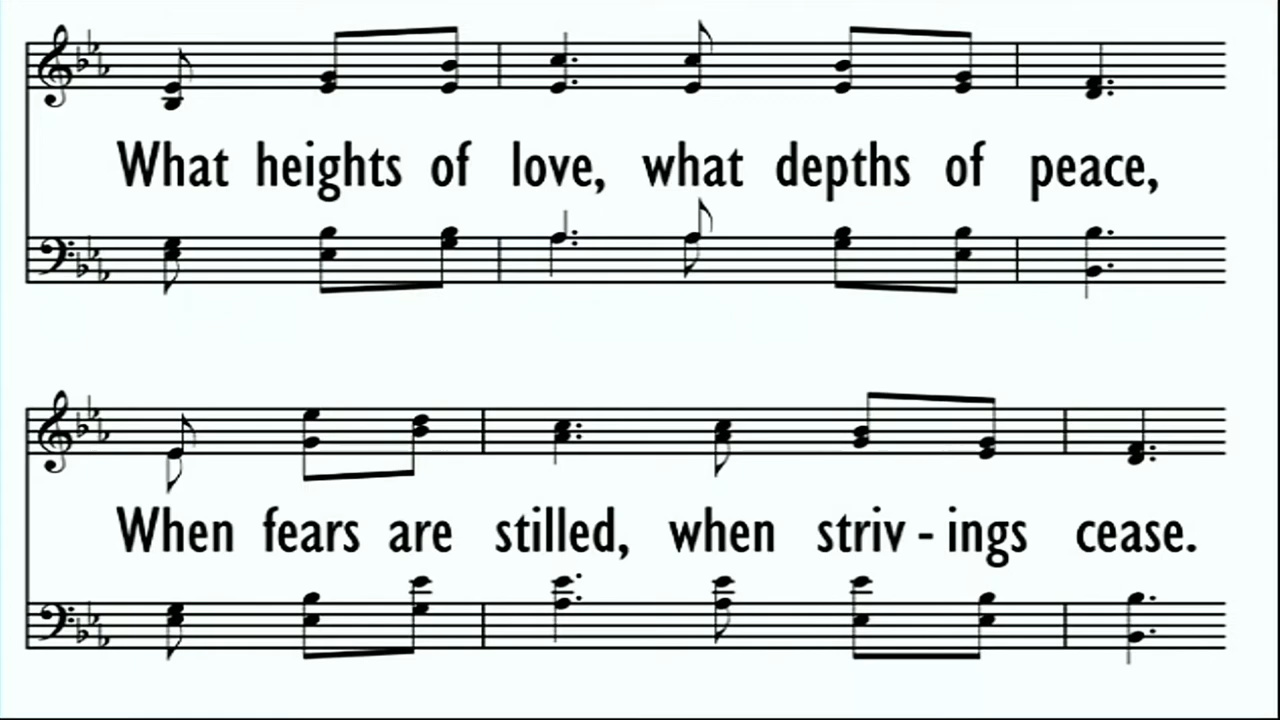 What heights of love, what depths of peace,
When fears are stilled, when striv - ings cease.